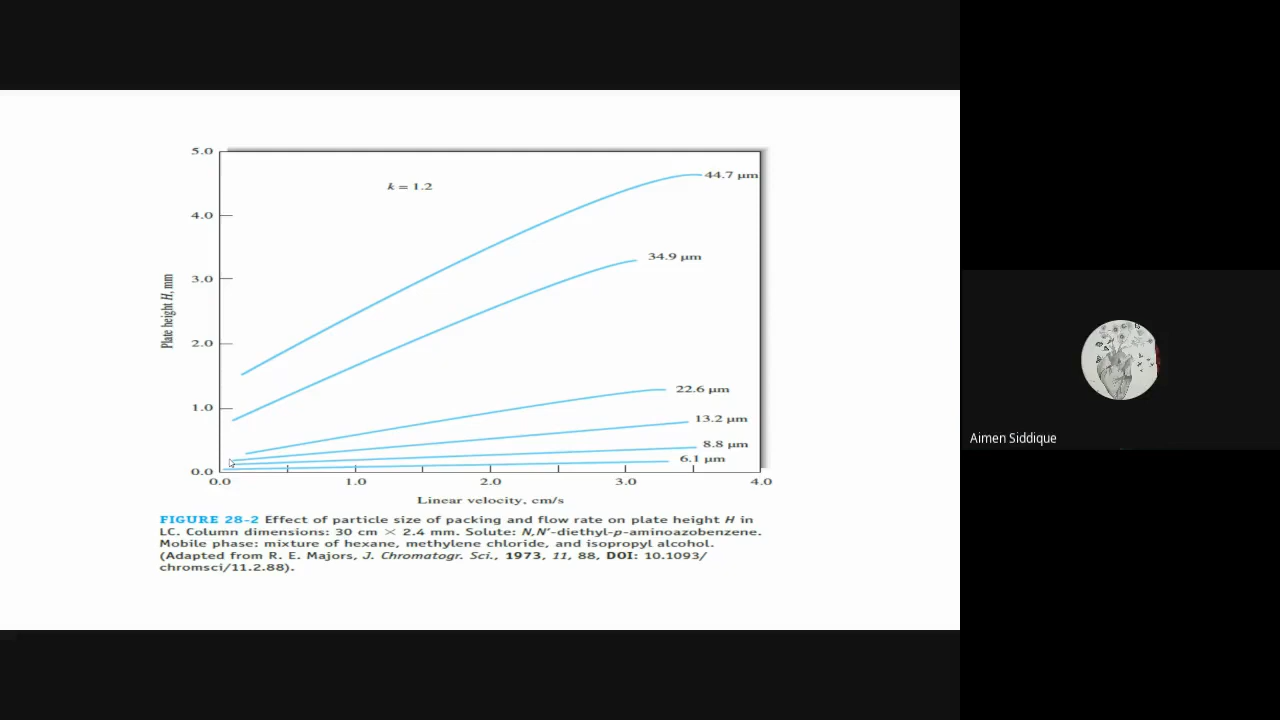 5.0
k = 1.2
44.7 µm
4.0
34.9 µm
3.0
Plate height H, mm
2.0
22.6 µm
1.0
13.2 µm
8.8 µm
6.1 µm
0.0
0.0 1.0 2.0 3.0 4.0
Linear velocity, cm/s
FIGURE 28-2 Effect of particle size of packing and flow rate on plate height H in
LC. Column dimensions: 30 cm × 2.4 mm. Solute: N,N′-diethyl-p-aminoazobenzene.
Mobile phase: mixture of hexane, methylene chloride, and isopropyl alcohol.
(Adapted from R. E. Majors, J. Chromatogr. Sci., 1973, 11, 88, DOI: 10.1093/
chromsci/11.2.88).
Aimen Siddique